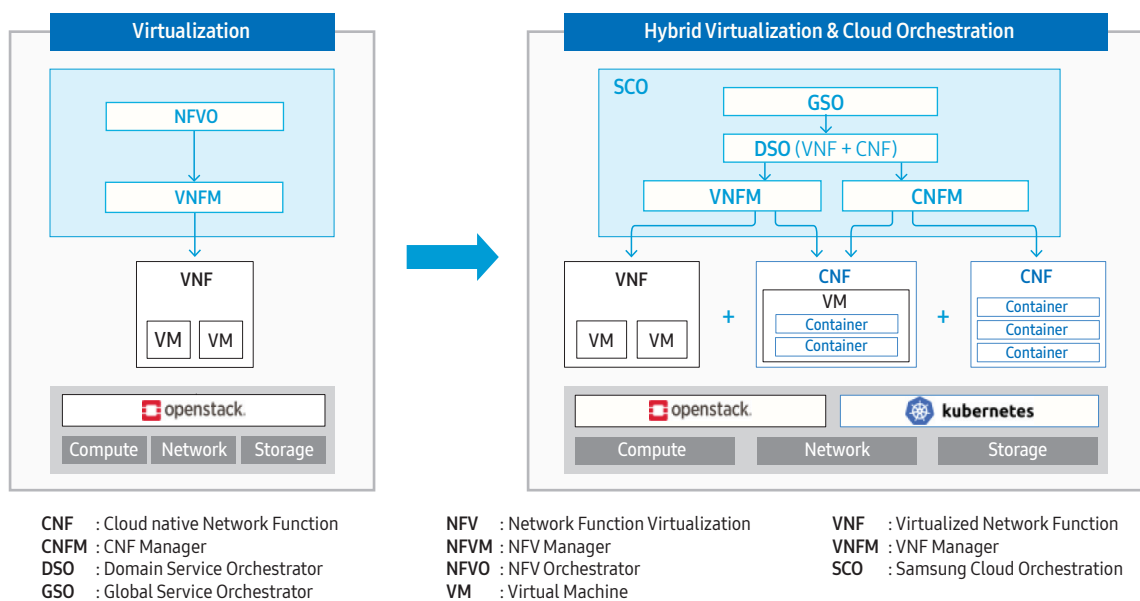 Virtualization
NFVO
VNFM
VNF
VM VM
openstack.
Compute Network Storage
Hybrid Virtualization & Cloud Orchestration
SCO
GSO
DSO (VNF + CNF)
VNFM CNFM
VNF
VM VM
+
CNF
VM
Container
Container
+
CNF
Container
Container
Container
openstack. kubernetes
Compute Network Storage
CNF : Cloud native Network Function
CNFM : CNF Manager
DSO : Domain Service Orchestrator
GSO : Global Service Orchestrator
NFV : Network Function Virtualization
NFVM : NFV Manager
NFVO : NFV Orchestrator
VM : Virtual Machine
VNF : Virtualized Network Function
VNFM : VNF Manager
SCO : Samsung Cloud Orchestration